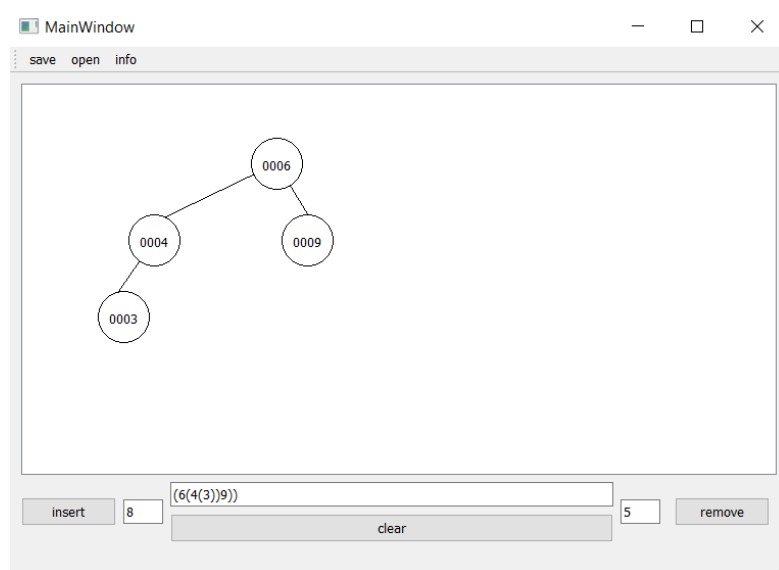 MainWindow
save open info
0006
0004 0009
0003
(6(4(3))9))
insert 8 5 remove
clear